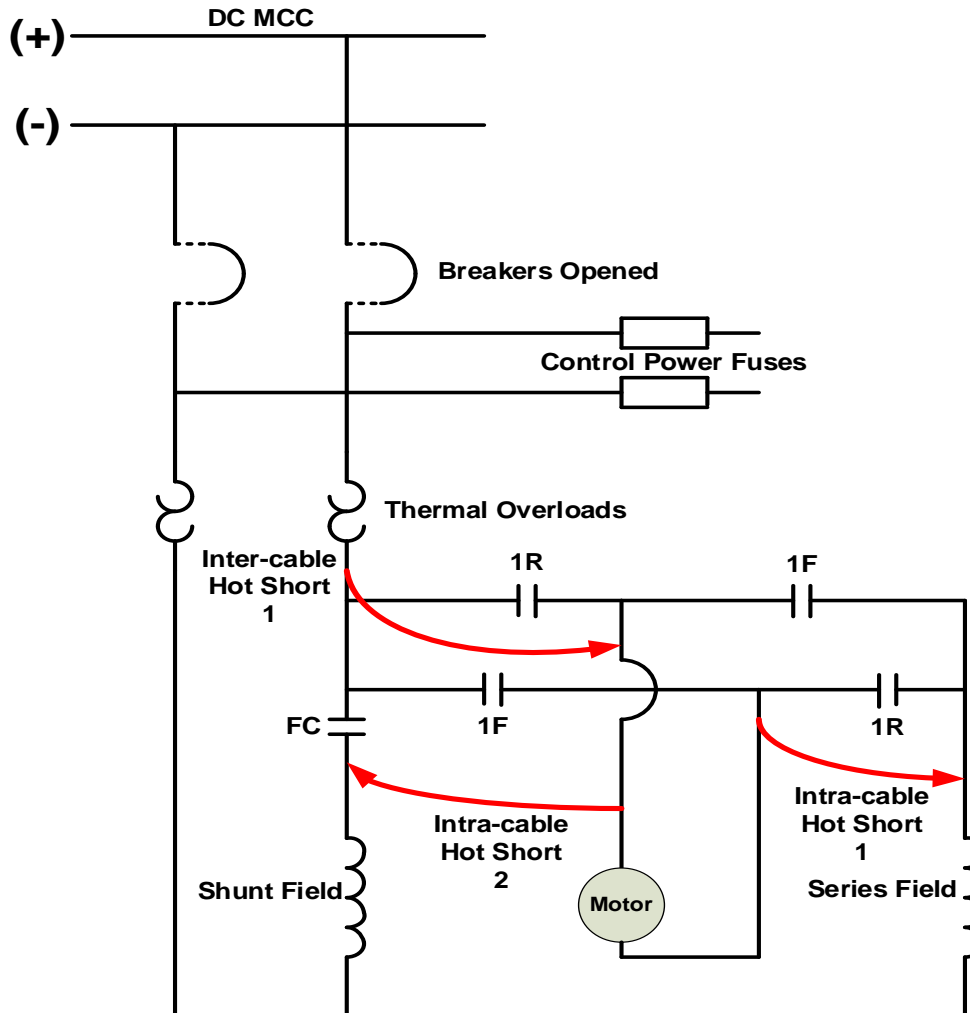 DC MCC
(+)
(-)
Breakers Opened
Control Power Fuses
Thermal Overloads
Inter-cable
Hot Short
1
1R
1F
FC
1F
1R
Intra-cable
Hot Short
2
Intra-cable
Hot Short
1
Shunt Field
Motor
Series Field